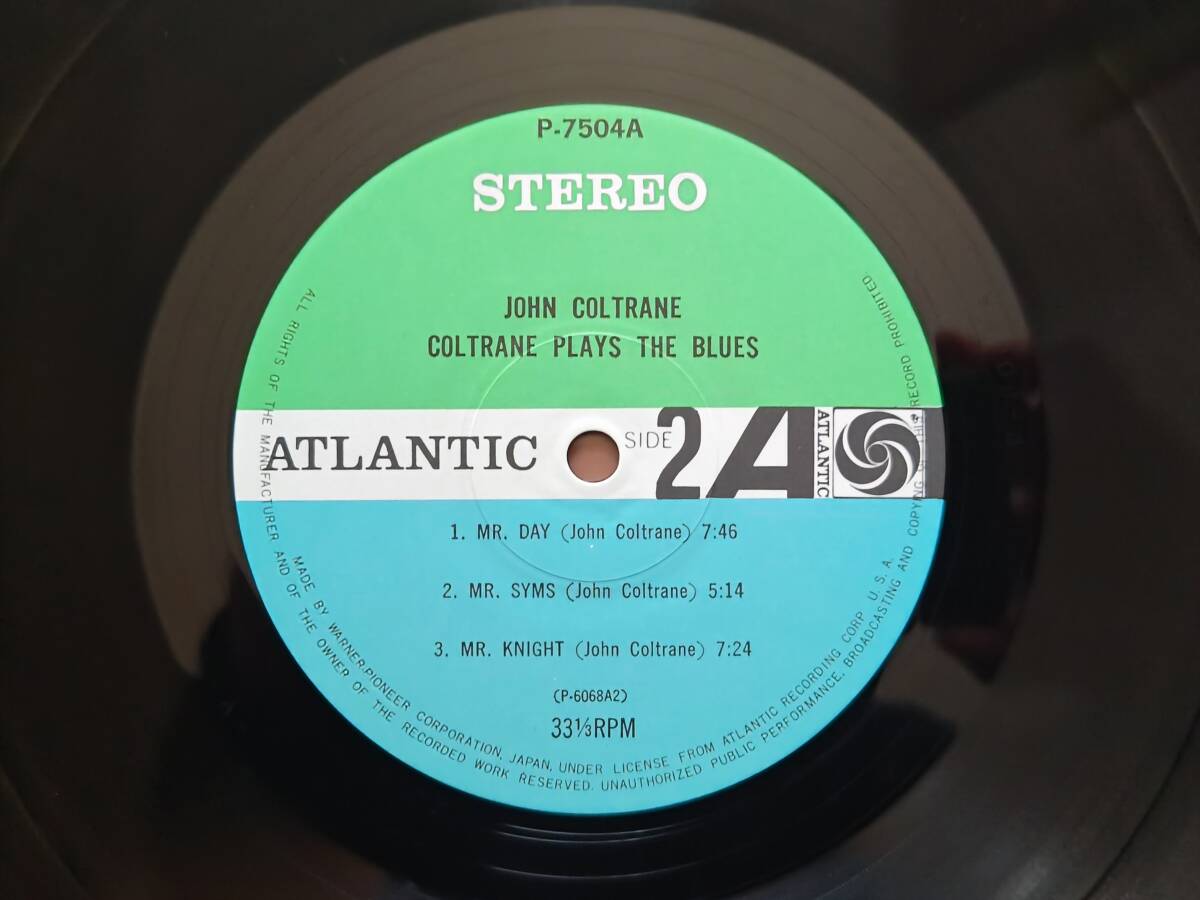 P-7504A
STEREO
JOHN COLTRANE
COLTRANE PLAYS THE BLUES
ATLANTIC
SIDE 2
A
ATLANTIC
1. MR. DAY (John Coltrane) 7:46
2. MR. SYMS (John Coltrane) 5:14
3. MR. KNIGHT (John Coltrane) 7:24
(P-6068A2)
33⅓RPM
MADE BY WARNER-PIONEER CORPORATION, JAPAN, UNDER LICENSE FROM ATLANTIC RECORDING CORP. U.S.A.
ALL RIGHTS OF THE MANUFACTURER AND OF THE OWNER OF THE RECORDED WORK RESERVED. UNAUTHORIZED PUBLIC PERFORMANCE, BROADCASTING AND COPYING RECORD PROHIBITED.